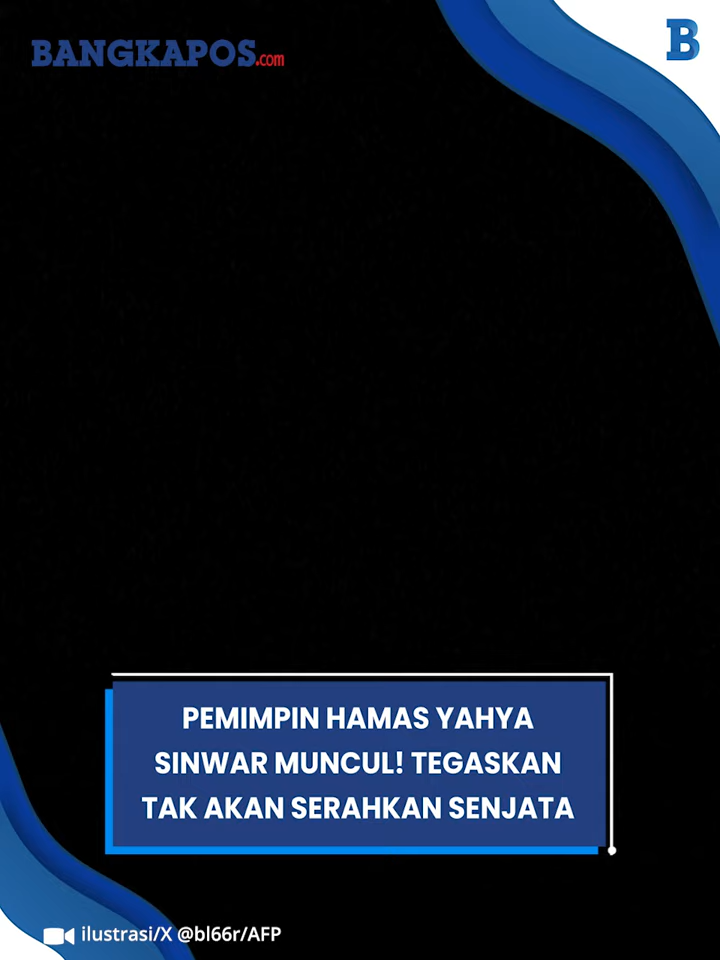 BANGKAPOS.com
B
PEMIMPIN HAMAS YAHYA
SINWAR MUNCUL! TEGASKAN
TAK AKAN SERAHKAN SENJATA
ilustrasi/X @bl66r/AFP